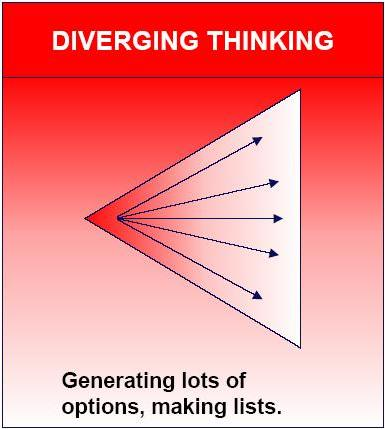 DIVERGING THINKING
Generating lots of
options, making lists.